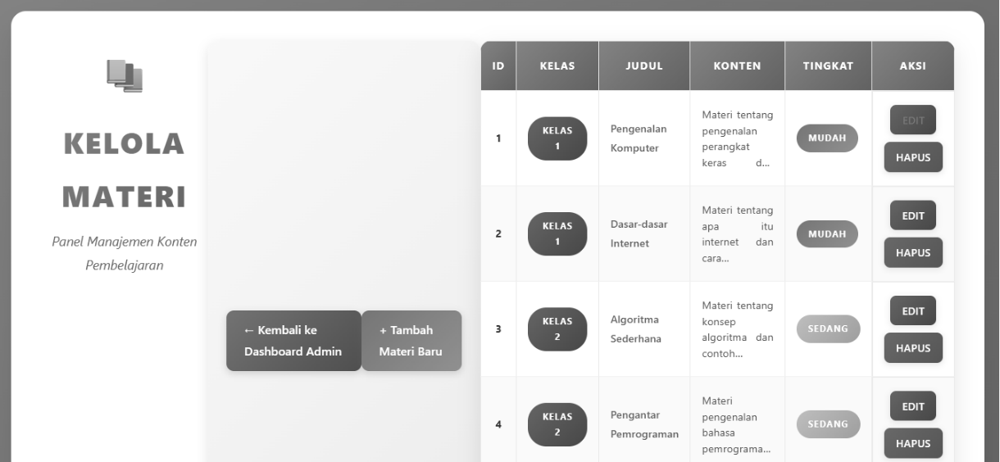 KELOLA
MATERI
Panel Manajemen Konten
Pembelajaran
← Kembali ke
Dashboard Admin
+ Tambah
Materi Baru
ID KELAS JUDUL KONTEN TINGKAT AKSI
1
KELAS
1
Pengenalan
Komputer
Materi tentang
pengenalan
perangkat
keras d...
MUDAH
EDIT
HAPUS
2
KELAS
1
Dasar-dasar
Internet
Materi tentang
apa itu
internet dan
cara...
MUDAH
EDIT
HAPUS
3
KELAS
2
Algoritma
Sederhana
Materi tentang
konsep
algoritma dan
contoh...
SEDANG
EDIT
HAPUS
4
KELAS
2
Pengantar
Pemrograman
Materi
pengenalan
bahasa
pemrograma...
SEDANG
EDIT
HAPUS